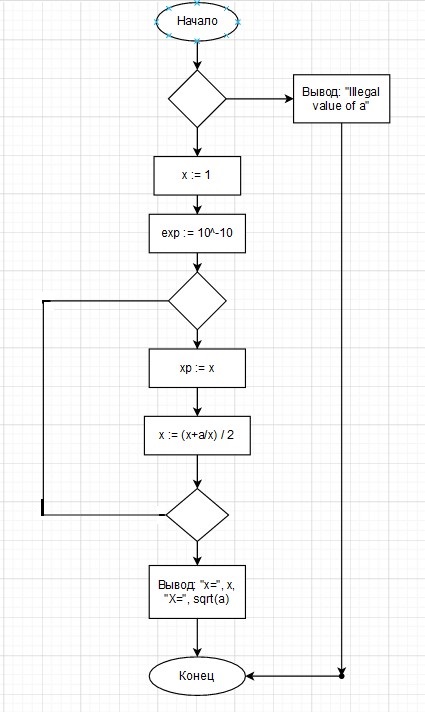 Начало
Вывод: "Illegal
value of a"
x := 1
exp := 10^-10
xp := x
x := (x+a/x) / 2
Вывод: "x=", x,
"X=", sqrt(a)
Конец